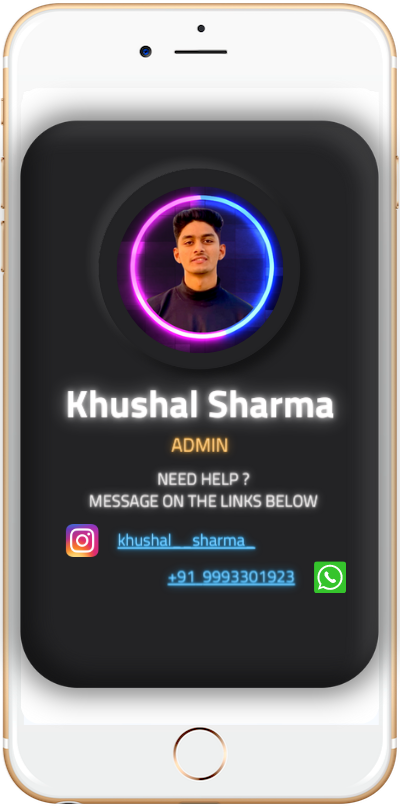 Khushal Sharma
ADMIN
NEED HELP ?
MESSAGE ON THE LINKS BELOW
khushal__sharma_
+91 9993301923